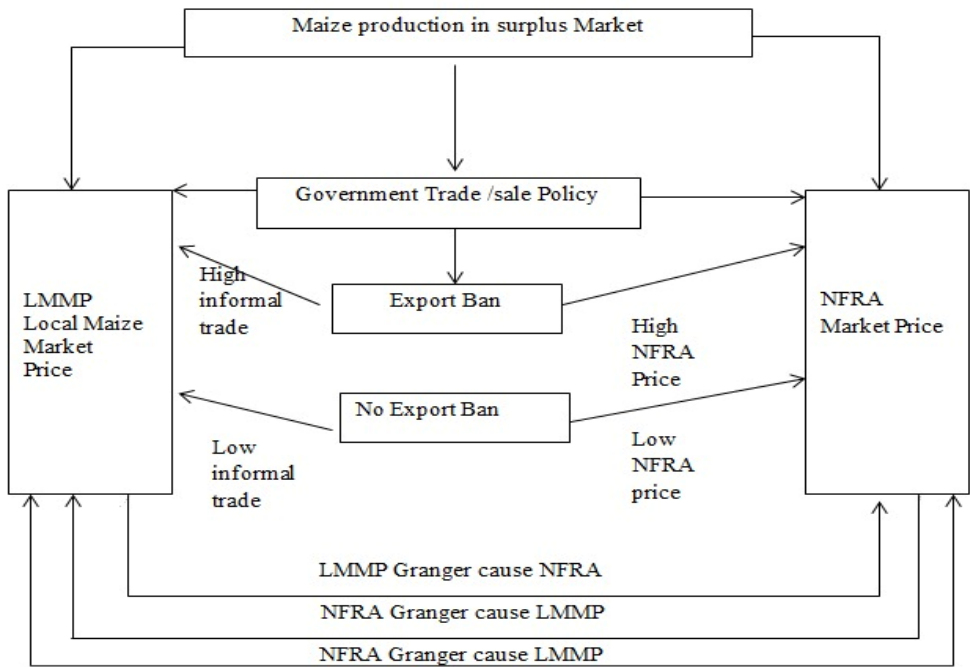 Maize production in surplus Market
Government Trade /sale Policy
High
informal
trade
Export Ban
LMMP
Local Maize
Market
Price
NFRA
Market Price
High
NFRA
Price
No Export Ban
Low
informal
trade
Low
NFRA
price
LMMP Granger cause NFRA
NFRA Granger cause LMMP
NFRA Granger cause LMMP